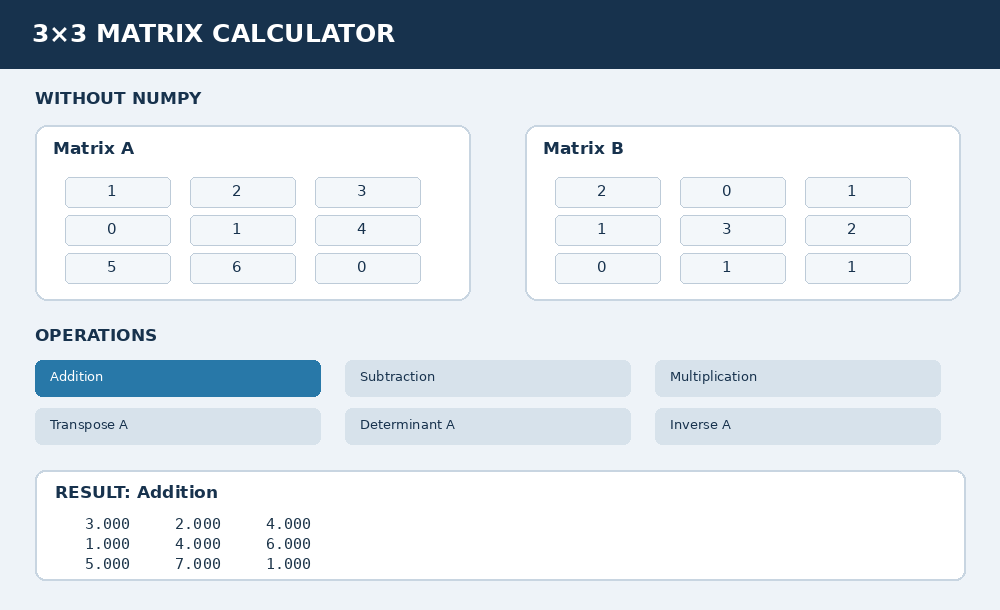 3×3 MATRIX CALCULATOR
WITHOUT NUMPY
Matrix A
1 2 3
0 1 4
5 6 0
Matrix B
2 0 1
1 3 2
0 1 1
OPERATIONS
Addition Subtraction Multiplication
Transpose A Determinant A Inverse A
RESULT: Addition
3.000 2.000 4.000
1.000 4.000 6.000
5.000 7.000 1.000